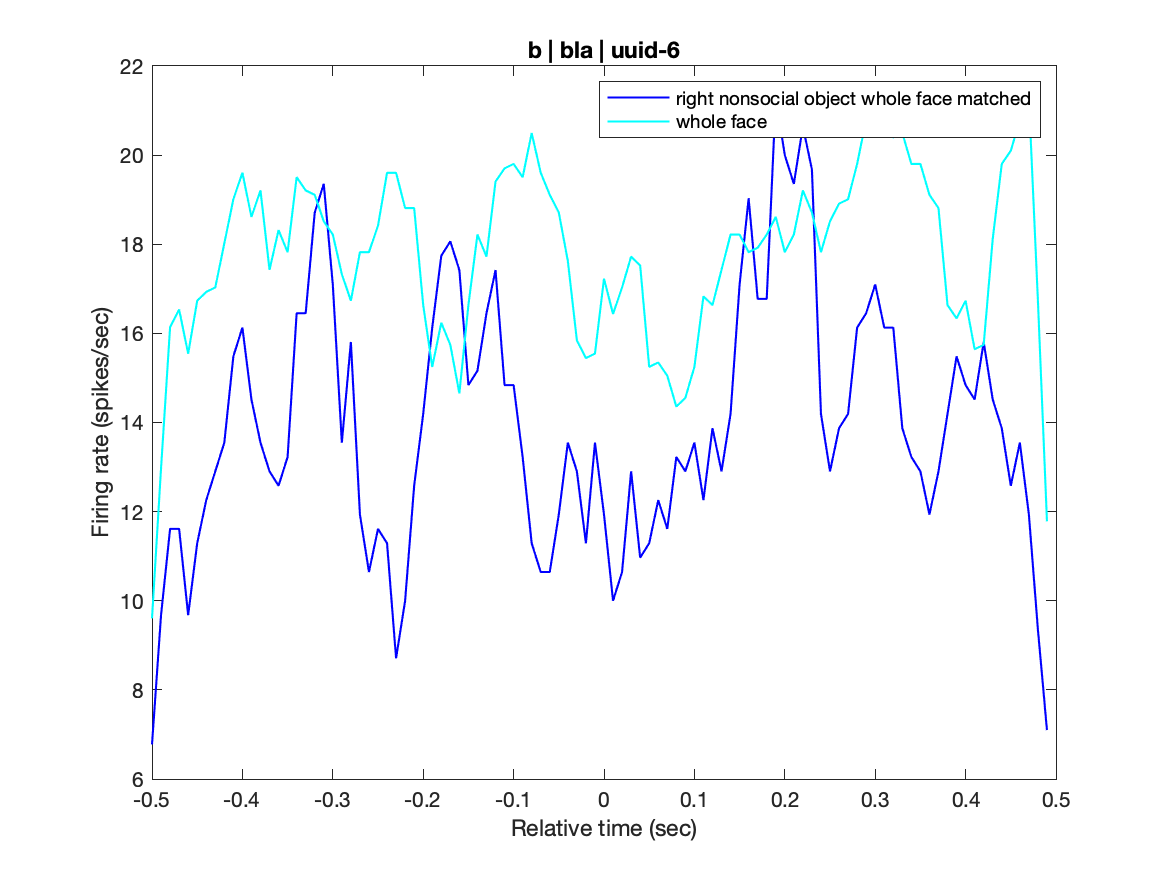 b | bla | uuid-6
22
20
18
16
14
12
10
8
6
Firing rate (spikes/sec)
right nonsocial object whole face matched
whole face
-0.5 -0.4 -0.3 -0.2 -0.1 0 0.1 0.2 0.3 0.4 0.5
Relative time (sec)